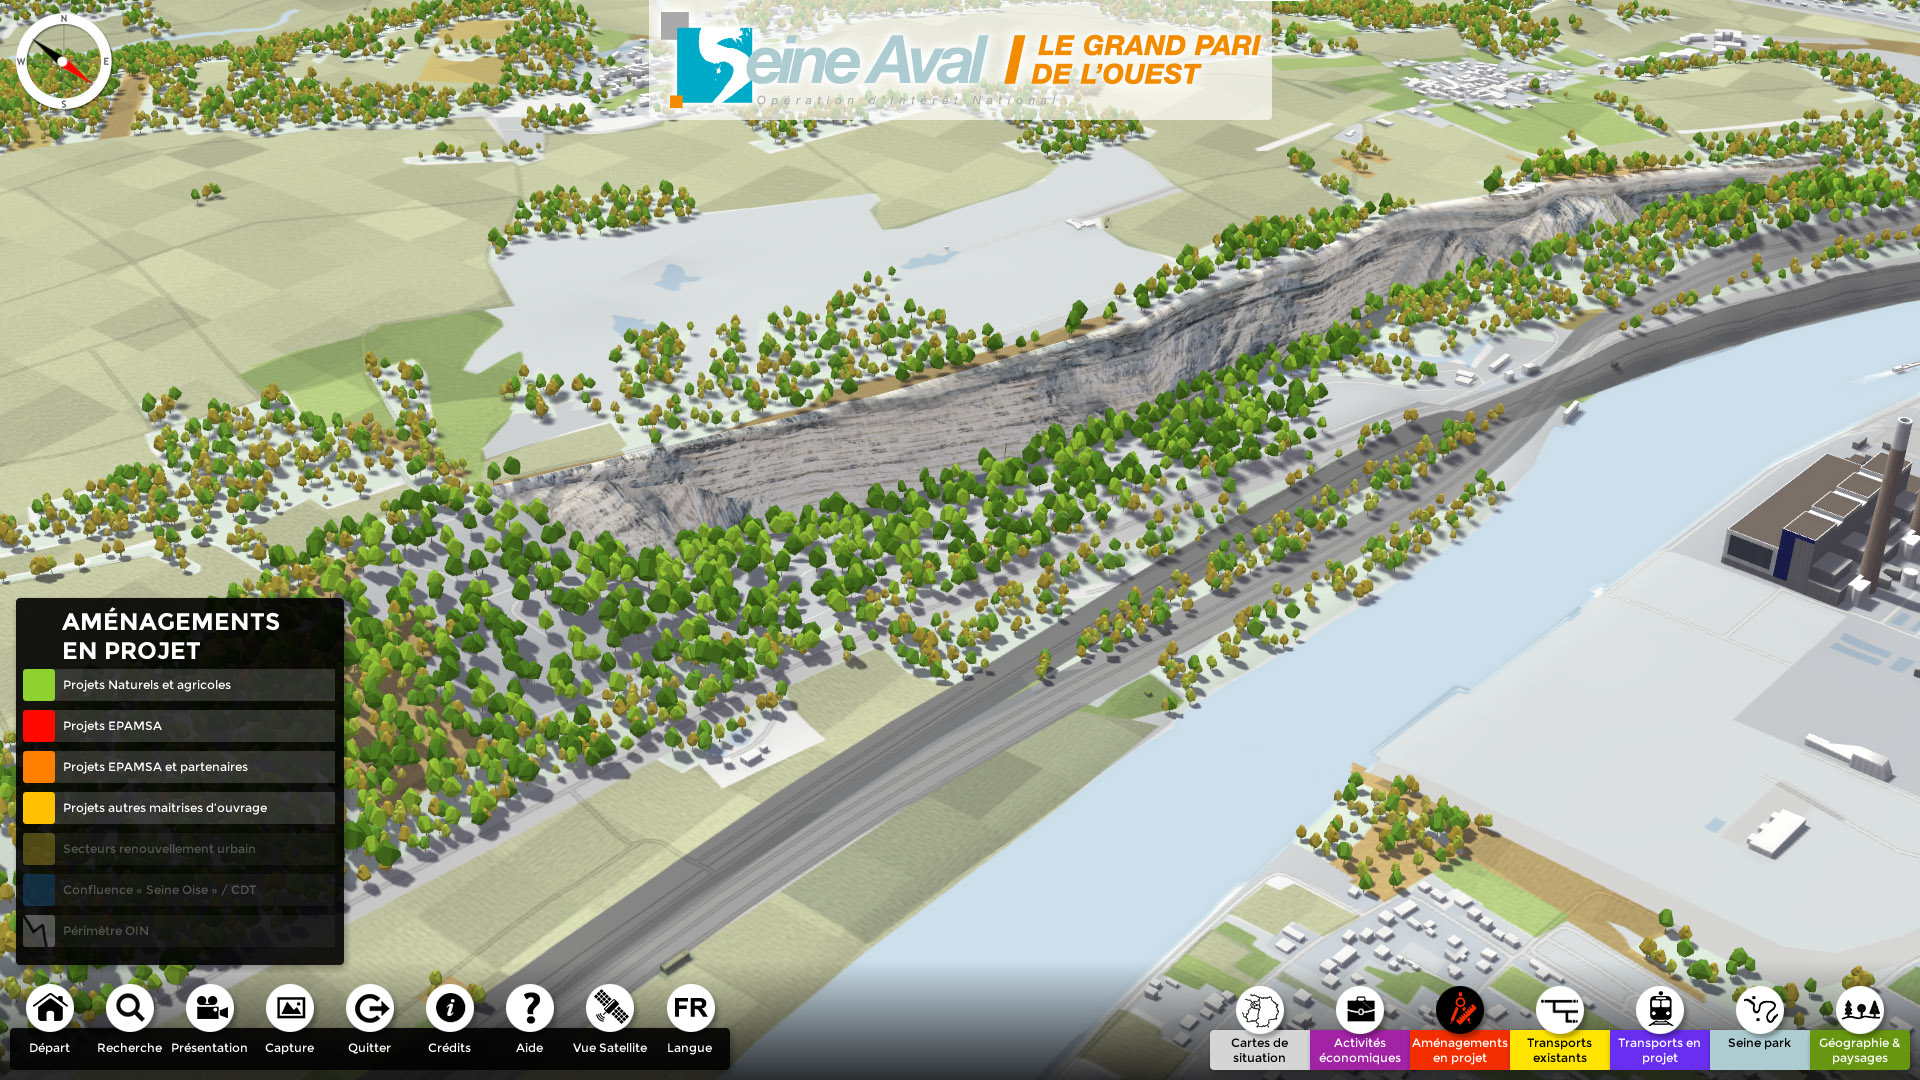 N
W
E
S
Seine Aval
LE GRAND PARI
DE L'OUEST
Opération d'Intérêt National
AMÉNAGEMENTS
EN PROJET
Projets Naturels et agricoles
Projets EPAMSA
Projets EPAMSA et partenaires
Projets autres maitrises d'ouvrage
Secteurs renouvellement urbain
Confluence « Seine Oise » / CDT
Périmètre OIN
FR
Départ
Recherche
Présentation
Capture
Quitter
Crédits
Aide
Vue Satellite
Langue
Cartes de
situation
Activités
économiques
Aménagements
en projet
Transports
existants
Transports en
projet
Seine park
Géographie &
paysages